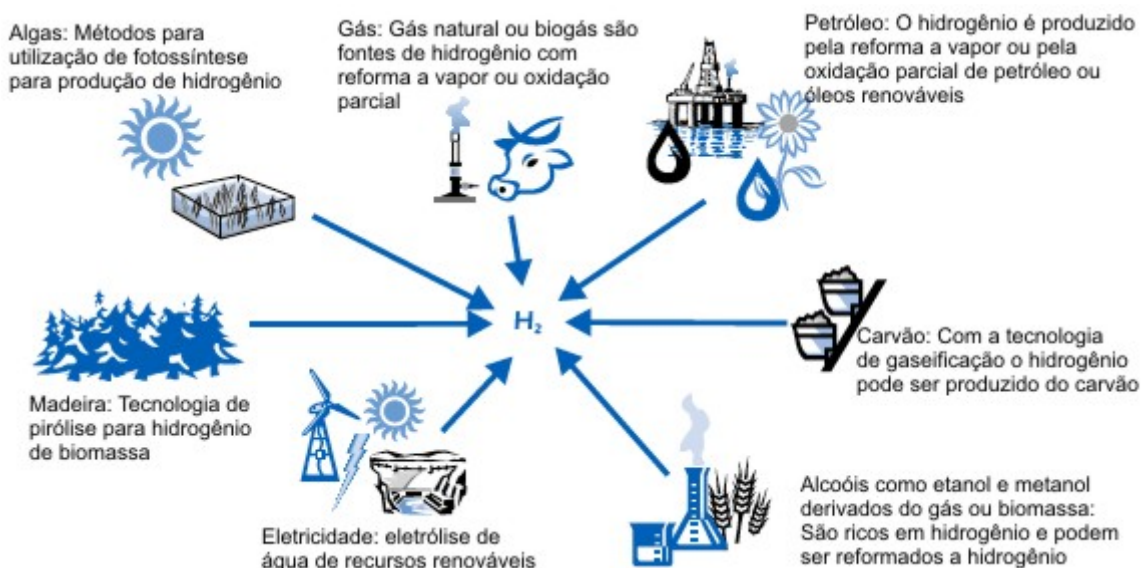 Algas: Métodos para
utilização de fotossíntese
para produção de hidrogênio
Gás: Gás natural ou biogás são
fontes de hidrogênio com
reforma a vapor ou oxidação
parcial
Petróleo: O hidrogênio é produzido
pela reforma a vapor ou pela
oxidação parcial de petróleo ou
óleos renováveis
H₂
Carvão: Com a tecnologia
de gaseificação o hidrogênio
pode ser produzido do carvão
Madeira: Tecnologia de
pirólise para hidrogênio
de biomassa
Eletricidade: eletrólise de
água de recursos renováveis
Alcoóis como etanol e metanol
derivados do gás ou biomassa:
São ricos em hidrogênio e podem
ser reformados a hidrogênio